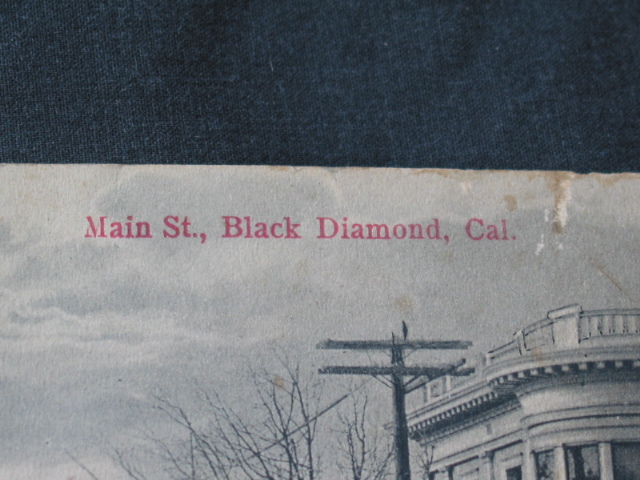 Main St., Black Diamond, Cal.